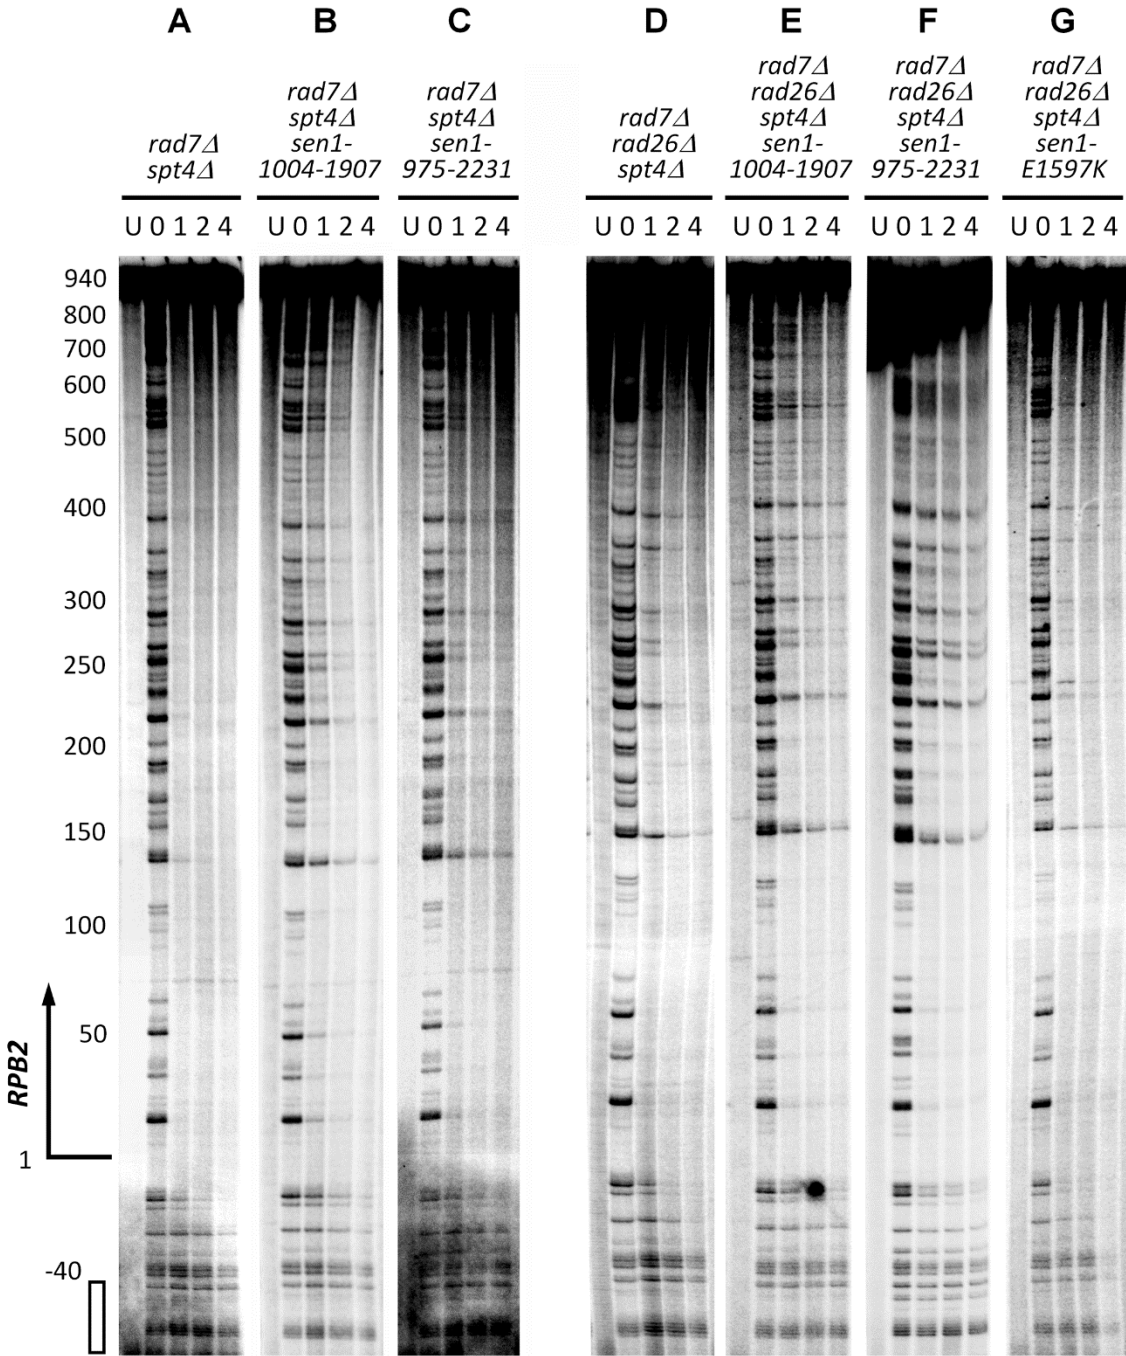 A B C D E F G
rad7Δ
spt4Δ
rad7Δ
spt4Δ
sen1-
1004-1907
rad7Δ
spt4Δ
sen1-
975-2231
rad7Δ
rad26Δ
spt4Δ
rad7Δ
rad26Δ
spt4Δ
sen1-
1004-1907
rad7Δ
rad26Δ
spt4Δ
sen1-
975-2231
rad7Δ
rad26Δ
spt4Δ
sen1-
E1597K
U 0 1 2 4 U 0 1 2 4 U 0 1 2 4 U 0 1 2 4 U 0 1 2 4 U 0 1 2 4 U 0 1 2 4
940
800
700
600
500
400
300
250
200
150
100
50
RPB2
1
-40